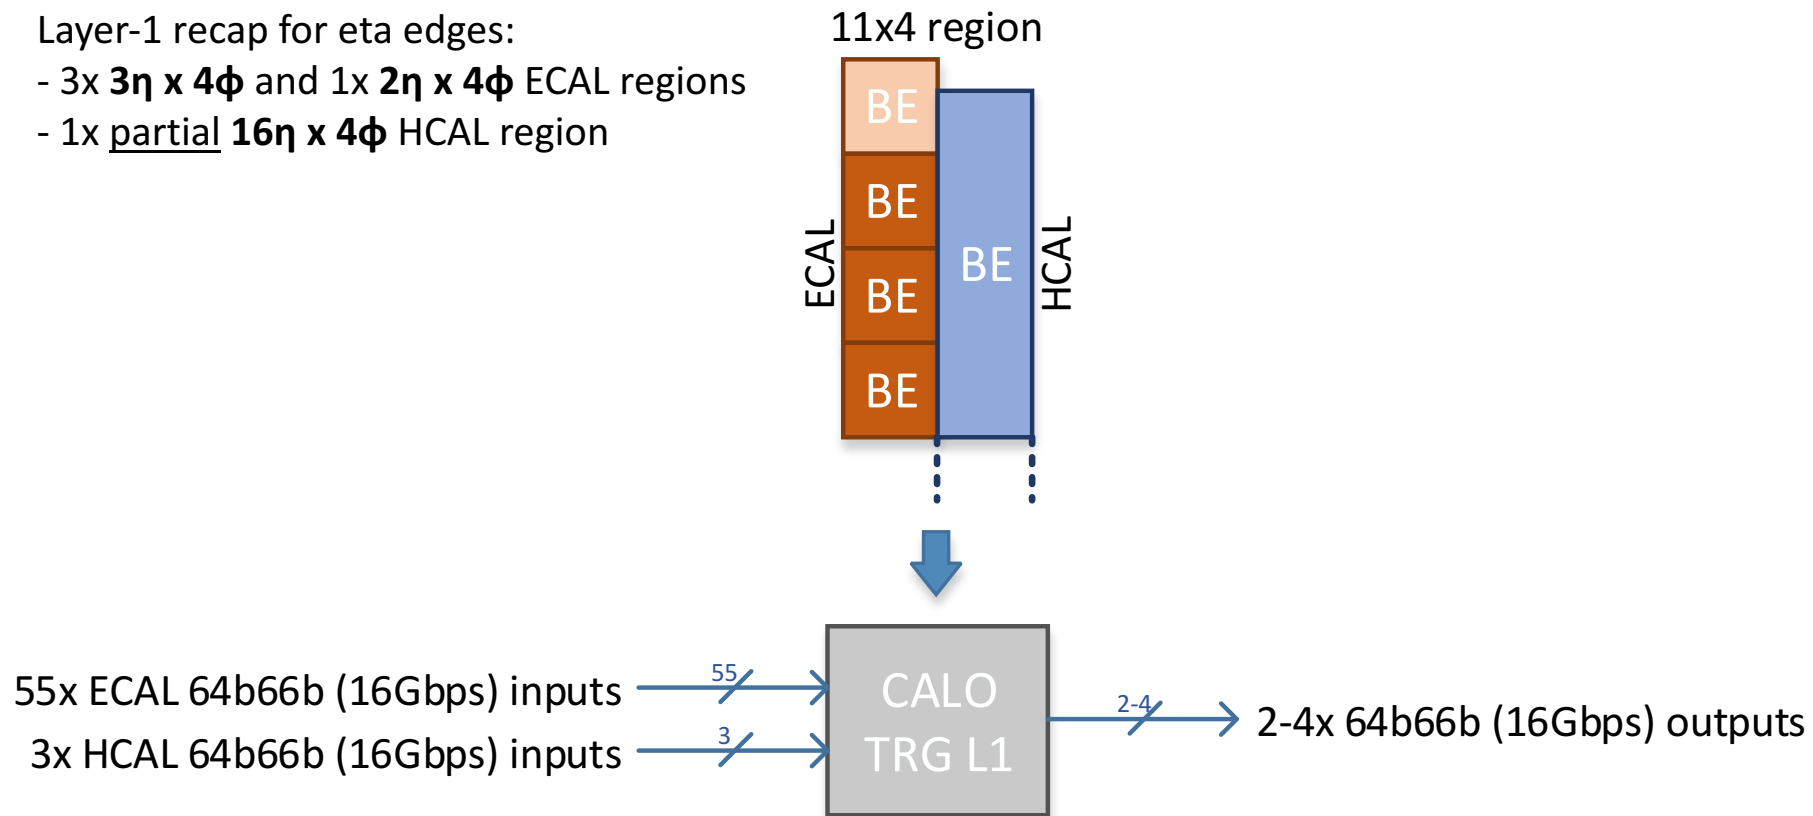 Layer-1 recap for eta edges:
- 3x 3η x 4ϕ and 1x 2η x 4ϕ ECAL regions
- 1x partial 16η x 4ϕ HCAL region
11x4 region
BE
BE
BE
BE
BE
ECAL
HCAL
55x ECAL 64b66b (16Gbps) inputs
55
3x HCAL 64b66b (16Gbps) inputs
3
CALO
TRG L1
2-4
2-4x 64b66b (16Gbps) outputs